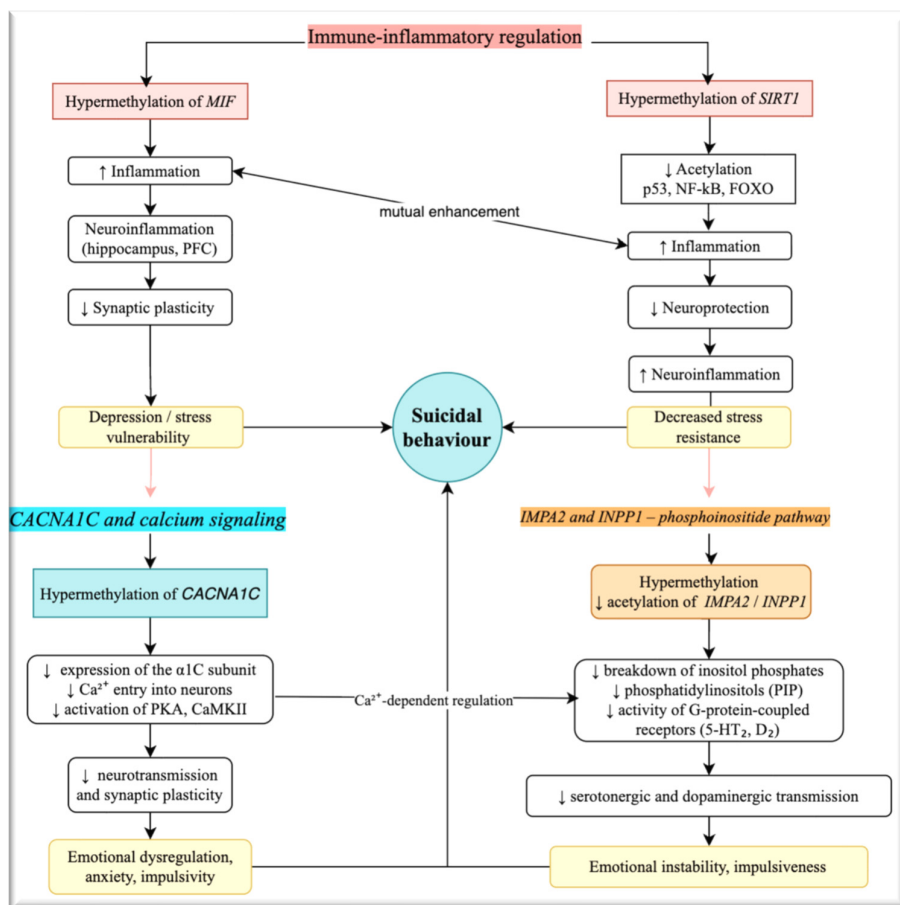 Immune-inflammatory regulation
Hypermethylation of MIF
↑ Inflammation
Neuroinflammation
(hippocampus, PFC)
↓ Synaptic plasticity
Depression / stress
vulnerability
Hypermethylation of SIRT1
↓ Acetylation
p53, NF-kB, FOXO
mutual enhancement
↑ Inflammation
↓ Neuroprotection
↑ Neuroinflammation
Decreased stress
resistance
Suicidal
behaviour
CACNA1C and calcium signaling
Hypermethylation of CACNA1C
↓ expression of the α1C subunit
↓ Ca²⁺ entry into neurons
↓ activation of PKA, CaMKII
↓ neurotransmission
and synaptic plasticity
Emotional dysregulation,
anxiety, impulsivity
Ca²⁺-dependent regulation
IMPA2 and INPP1 – phosphoinositide pathway
Hypermethylation
↓ acetylation of IMPA2 / INPP1
↓ breakdown of inositol phosphates
↓ phosphatidylinositols (PIP)
↓ activity of G-protein-coupled
receptors (5-HT₂, D₂)
↓ serotonergic and dopaminergic transmission
Emotional instability, impulsiveness